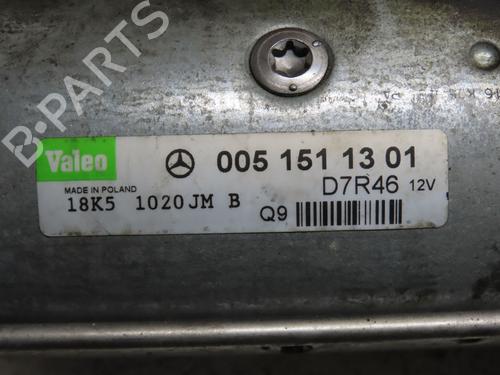 Valeo
005 151 13 01
MADE IN POLAND
D7R46 12V
18K5 1020JM B
Q9
B-PARTS